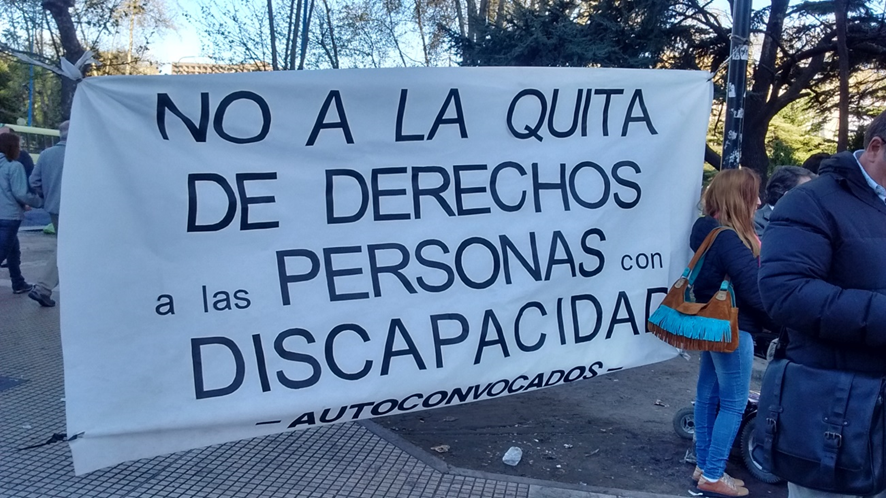 NO A LA QUITA
DE DERECHOS
a las PERSONAS con
DISCAPACIDAD
- AUTOCONVOCADOS -